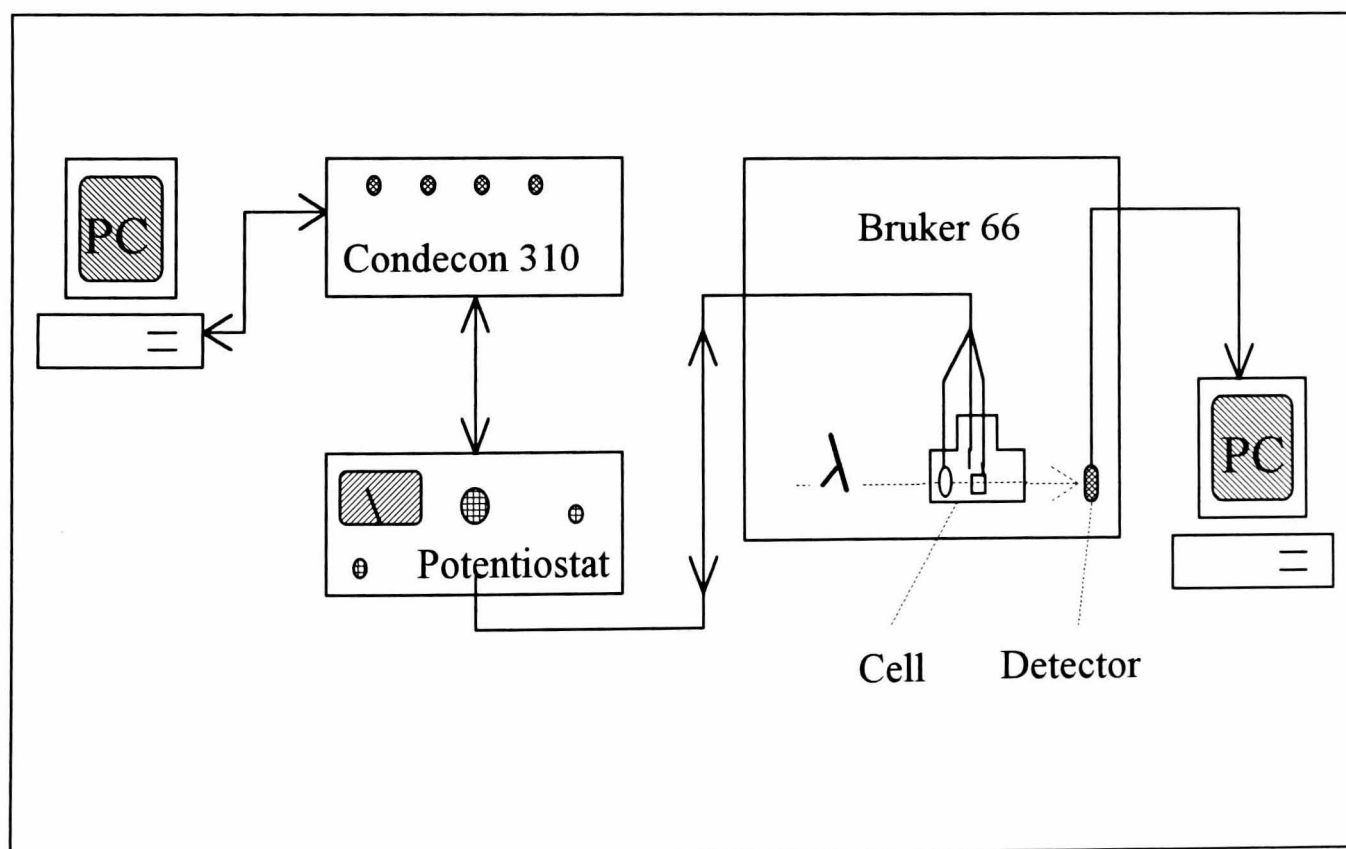 PC
Condecon 310
Bruker 66
Potentiostat
λ
PC
Cell
Detector